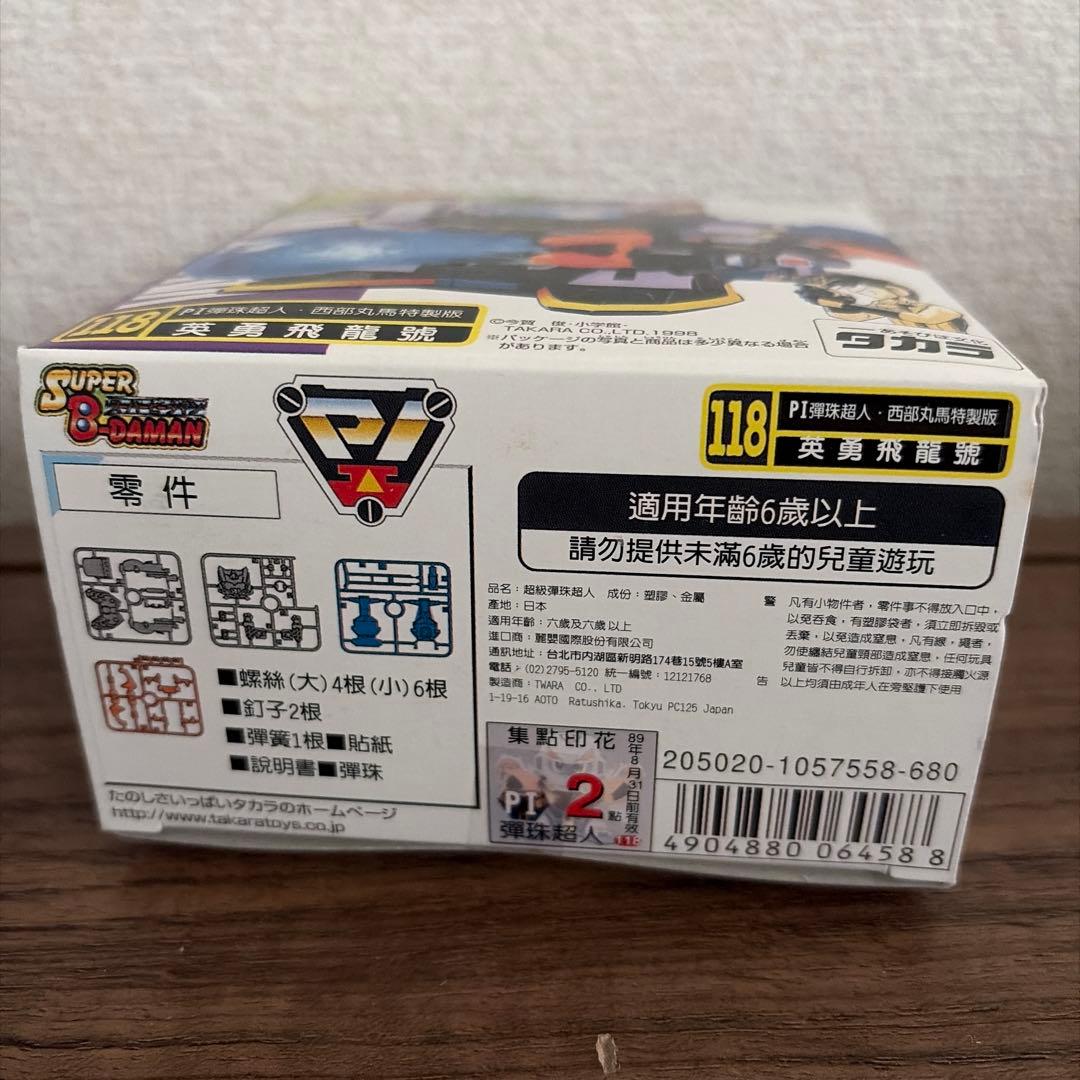 118
PI彈珠超人・西部丸馬特製版
英勇飛龍號
©今賀 俊・小学館・
TAKARA CO.,LTD.1998
※パッケージの写真と商品は多少異なる場合
があります。
タカラ
SUPER
B-DAMAN
PI
零件
■螺絲(大)4根(小)6根
■釘子2根
■彈簧1根■貼紙
■說明書■彈珠
たのしさいっぱいタカラのホームページ
http://www.takaratoys.co.jp
118
PI彈珠超人・西部丸馬特製版
英勇飛龍號
適用年齡6歲以上
請勿提供未滿6歲的兒童遊玩
品名：超級彈珠超人 成份：塑膠、金屬
產地：日本
適用年齡：六歲及六歲以上
進口商：麗嬰國際股份有限公司
通訊地址：台北市內湖區新明路174巷15號5樓A室
電話：(02)2795-5120 統一編號：12121768
製造商：TWARA CO., LTD
1-19-16 AOTO Ratushika. Tokyu PC125 Japan
警告
凡有小物件者，零件事不得放入口中，
以免吞食，有塑膠袋者，須立即拆毀或
丟棄，以免造成窒息，凡有線，繩者，
勿使纏結兒童頸部造成窒息，任何玩具
兒童皆不得自行拆卸，亦不得接觸火源
以上均須由成年人在旁監護下使用
集點印花
PI 2點
彈珠超人
89年8月31日前有效
118
205020-1057558-680
4904880 064588